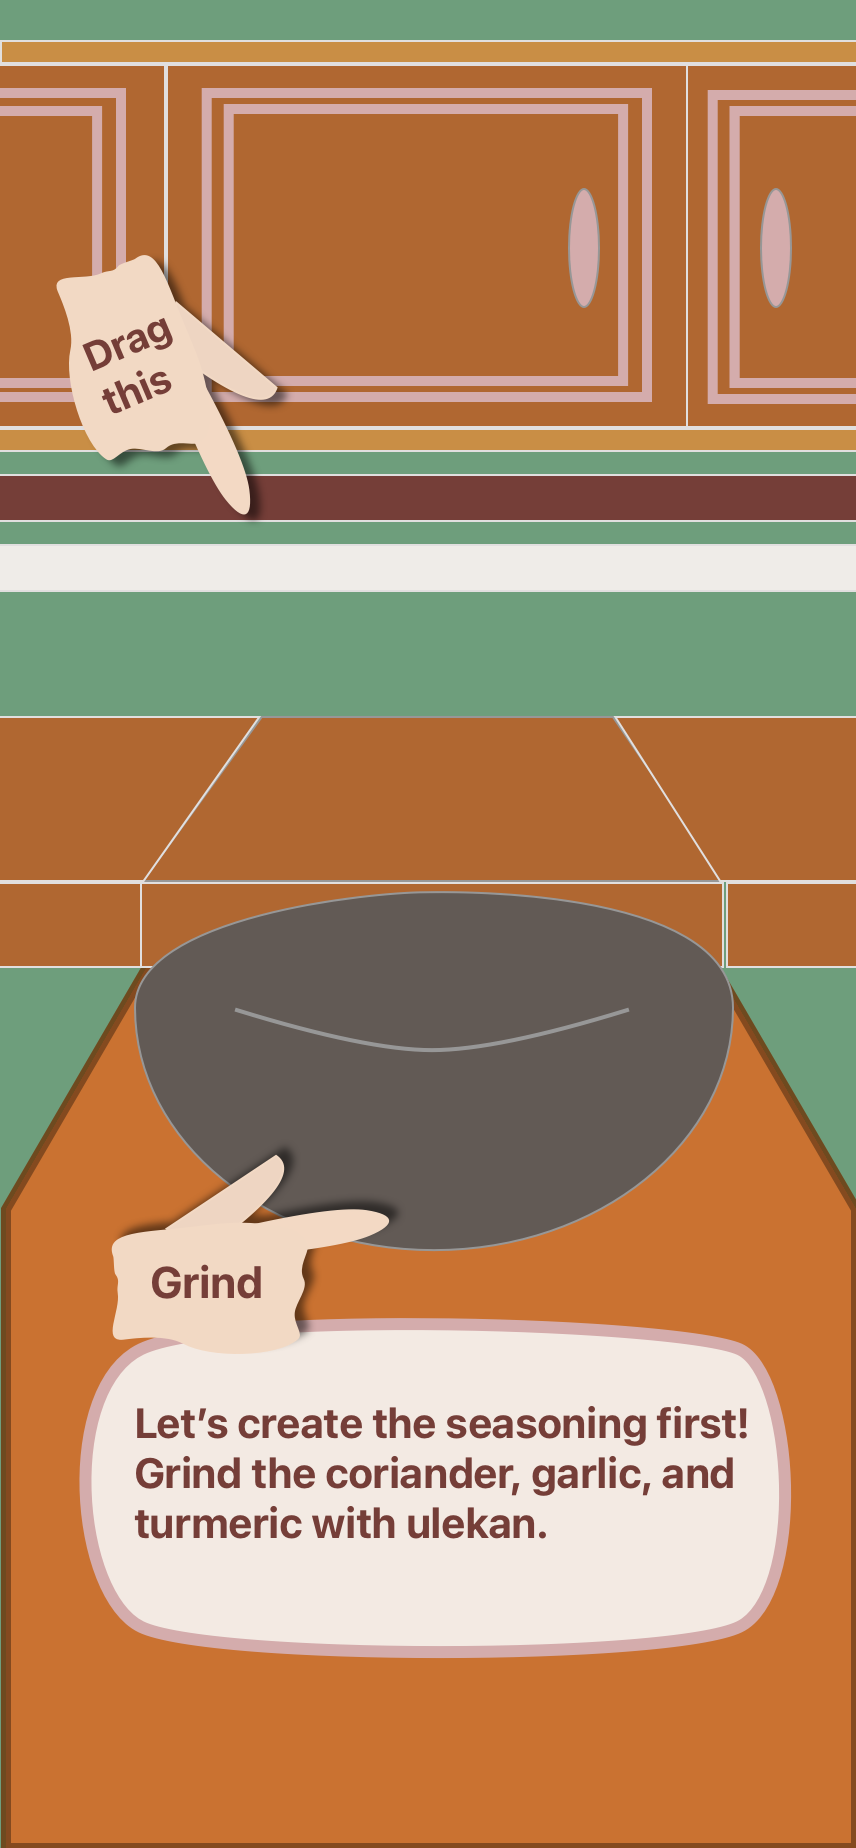 Drag
this
Grind
Let’s create the seasoning first!
Grind the coriander, garlic, and
turmeric with ulekan.